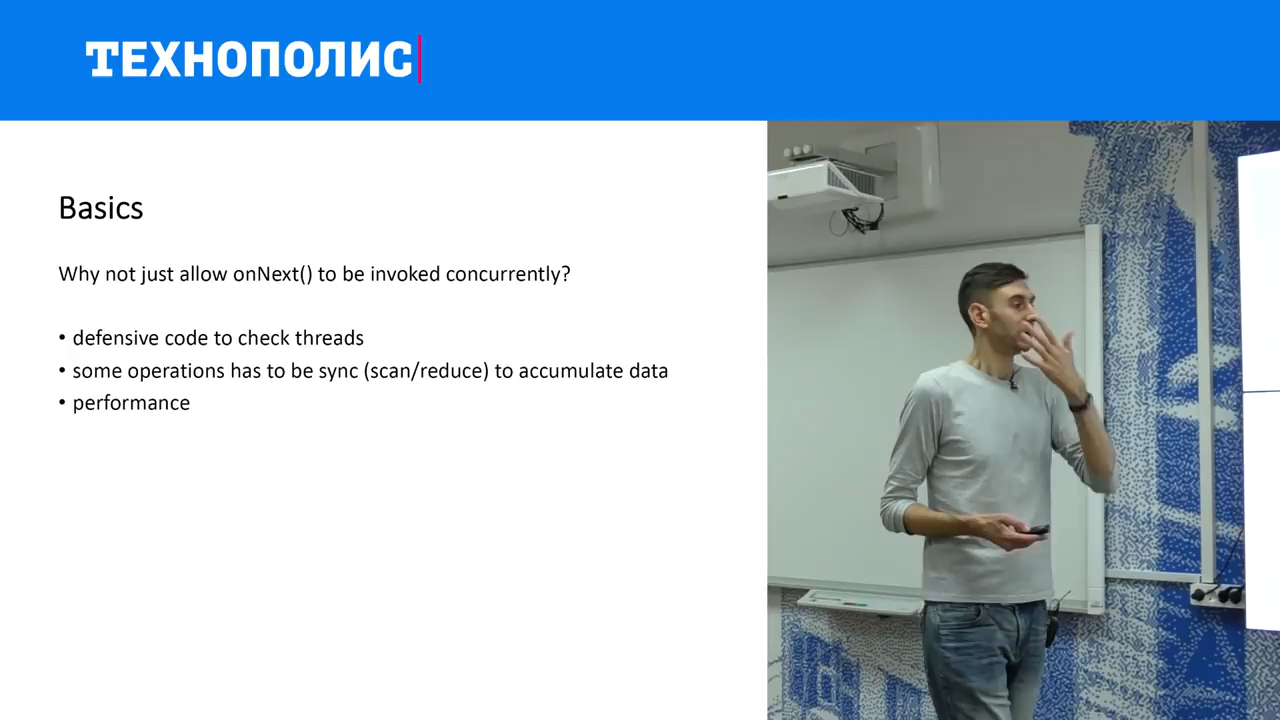 ТЕХНОПОЛИС
Basics
Why not just allow onNext() to be invoked concurrently?
• defensive code to check threads
• some operations has to be sync (scan/reduce) to accumulate data
• performance